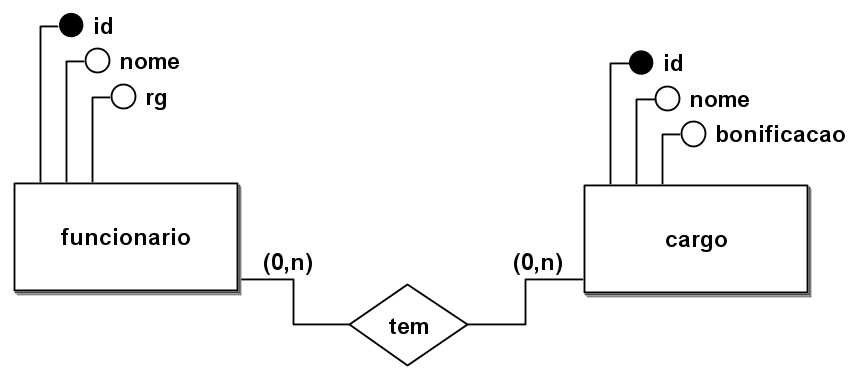 id
nome
rg
funcionario
(0,n)
tem
(0,n)
id
nome
bonificacao
cargo